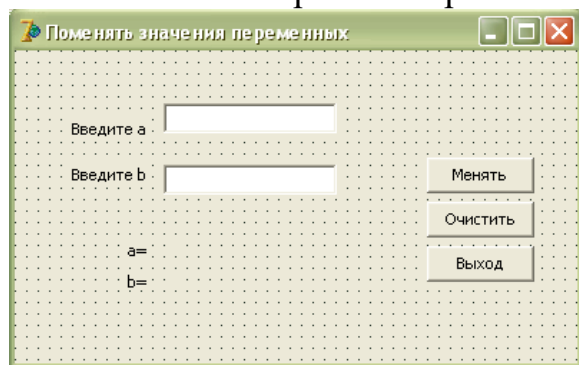 Поменять значения переменных
Введите a
Введите b
Менять
Очистить
a=
Выход
b=